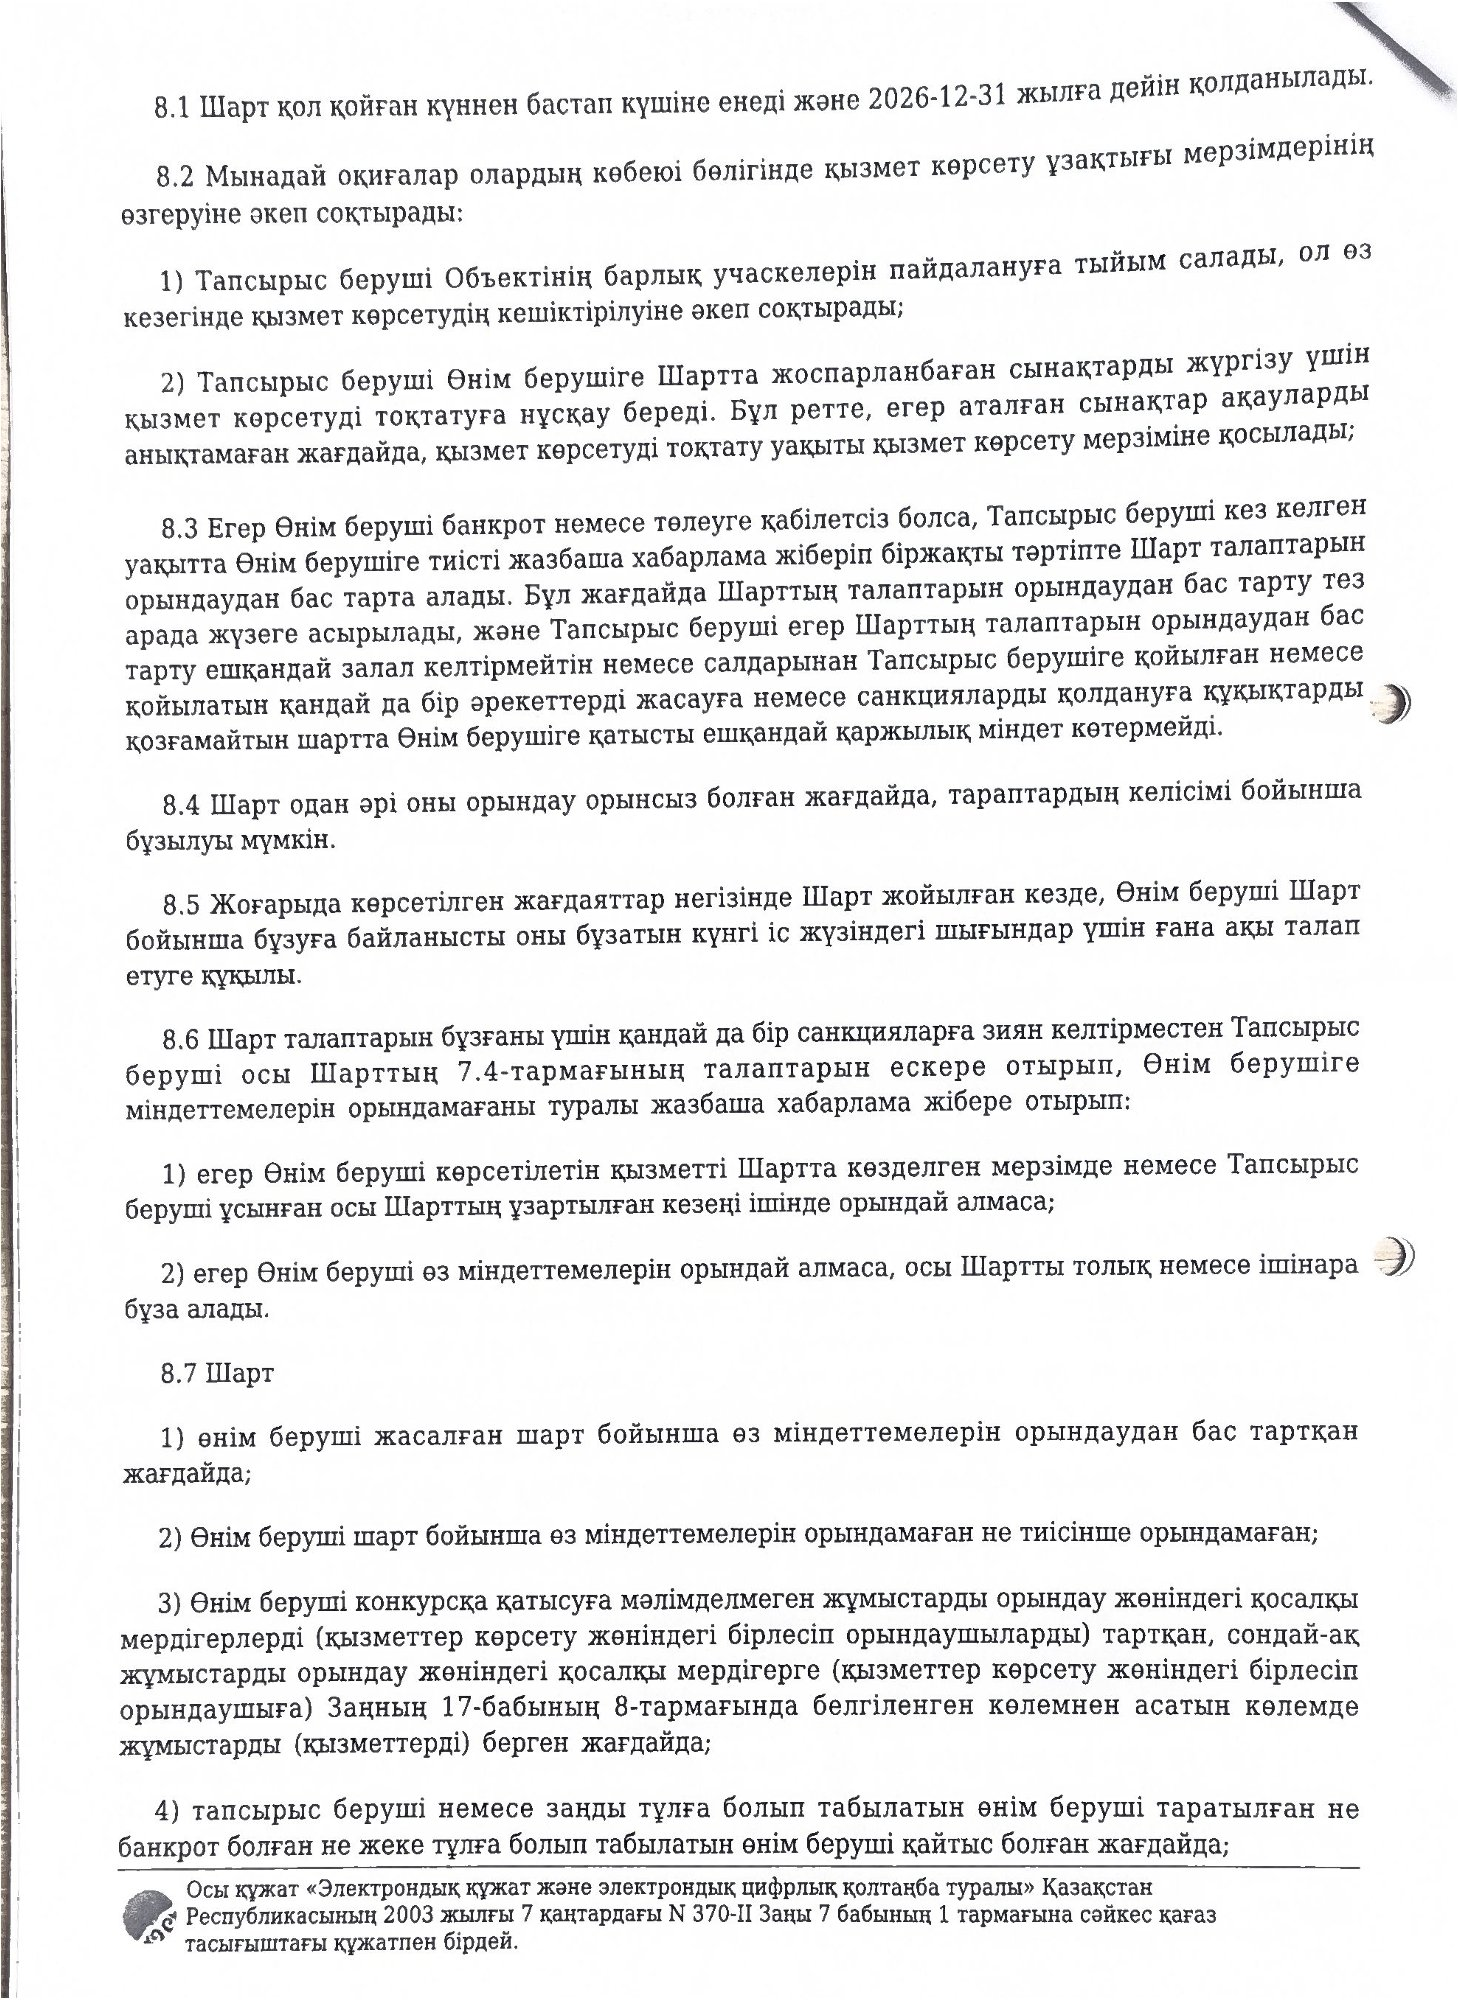 8.1 Шарт қол қойған күннен бастап күшіне енеді және 2026-12-31 жылға дейін қолданылады.
8.2 Мынадай оқиғалар олардың көбеюі бөлігінде қызмет көрсету ұзақтығы мерзімдерінің
өзгеруіне әкеп соқтырады:
1) Тапсырыс беруші Объектінің барлық учаскелерін пайдалануға тыйым салады, ол өз
кезегінде қызмет көрсетудің кешіктірілуіне әкеп соқтырады;
2) Тапсырыс беруші Өнім берушіге Шартта жоспарланбаған сынақтарды жүргізу үшін
қызмет көрсетуді тоқтатуға нұсқау береді. Бұл ретте, егер аталған сынақтар ақауларды
анықтамаған жағдайда, қызмет көрсетуді тоқтату уақыты қызмет көрсету мерзіміне қосылады;
8.3 Егер Өнім беруші банкрот немесе төлеуге қабілетсіз болса, Тапсырыс беруші кез келген
уақытта Өнім берушіге тиісті жазбаша хабарлама жіберіп біржақты тәртіпте Шарт талаптарын
орындаудан бас тарта алады. Бұл жағдайда Шарттың талаптарын орындаудан бас тарту тез
арада жүзеге асырылады, және Тапсырыс беруші егер Шарттың талаптарын орындаудан бас
тарту ешқандай залал келтірмейтін немесе салдарынан Тапсырыс берушіге қойылған немесе
қойылатын қандай да бір әрекеттерді жасауға немесе санкцияларды қолдануға құқықтарды
қозғамайтын шартта Өнім берушіге қатысты ешқандай қаржылық міндет көтермейді.
8.4 Шарт одан әрі оны орындау орынсыз болған жағдайда, тараптардың келісімі бойынша
бұзылуы мүмкін.
8.5 Жоғарыда көрсетілген жағдаяттар негізінде Шарт жойылған кезде, Өнім беруші Шарт
бойынша бұзуға байланысты оны бұзатын күнгі іс жүзіндегі шығындар үшін ғана ақы талап
етуге құқылы.
8.6 Шарт талаптарын бұзғаны үшін қандай да бір санкцияларға зиян келтірместен Тапсырыс
беруші осы Шарттың 7.4-тармағының талаптарын ескере отырып, Өнім берушіге
міндеттемелерін орындамағаны туралы жазбаша хабарлама жібере отырып:
1) егер Өнім беруші көрсетілетін қызметті Шартта көзделген мерзімде немесе Тапсырыс
беруші ұсынған осы Шарттың ұзартылған кезеңі ішінде орындай алмаса;
2) егер Өнім беруші өз міндеттемелерін орындай алмаса, осы Шартты толық немесе ішінара
бұза алады.
8.7 Шарт
1) өнім беруші жасалған шарт бойынша өз міндеттемелерін орындаудан бас тартқан
жағдайда;
2) Өнім беруші шарт бойынша өз міндеттемелерін орындамаған не тиісінше орындамаған;
3) Өнім беруші конкурсқа қатысуға мәлімделмеген жұмыстарды орындау жөніндегі қосалқы
мердігерлерді (қызметтер көрсету жөніндегі бірлесіп орындаушыларды) тартқан, сондай-ақ
жұмыстарды орындау жөніндегі қосалқы мердігерге (қызметтер көрсету жөніндегі бірлесіп
орындаушыға) Заңның 17-бабының 8-тармағында белгіленген көлемнен асатын көлемде
жұмыстарды (қызметтерді) берген жағдайда;
4) тапсырыс беруші немесе заңды тұлға болып табылатын өнім беруші таратылған не
банкрот болған не жеке тұлға болып табылатын өнім беруші қайтыс болған жағдайда;
Осы құжат «Электрондық құжат және электрондық цифрлық қолтаңба туралы» Қазақстан
Республикасының 2003 жылғы 7 қаңтардағы N 370-II Заңы 7 бабының 1 тармағына сәйкес қағаз
тасығыштағы құжатпен бірдей.